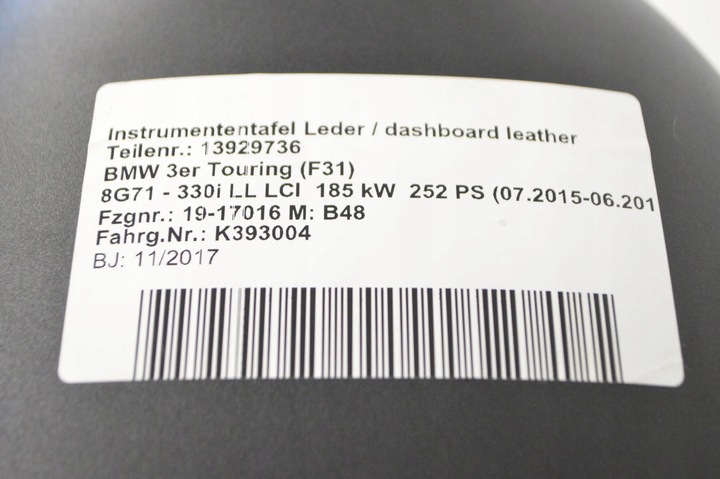 Instrumententafel Leder / dashboard leather
Teilenr.: 13929736
BMW 3er Touring (F31)
8G71 - 330i LL LCI 185 kW 252 PS (07.2015-06.201
Fzgnr.: 19-17016 M: B48
Fahrg.Nr.: K393004
BJ: 11/2017